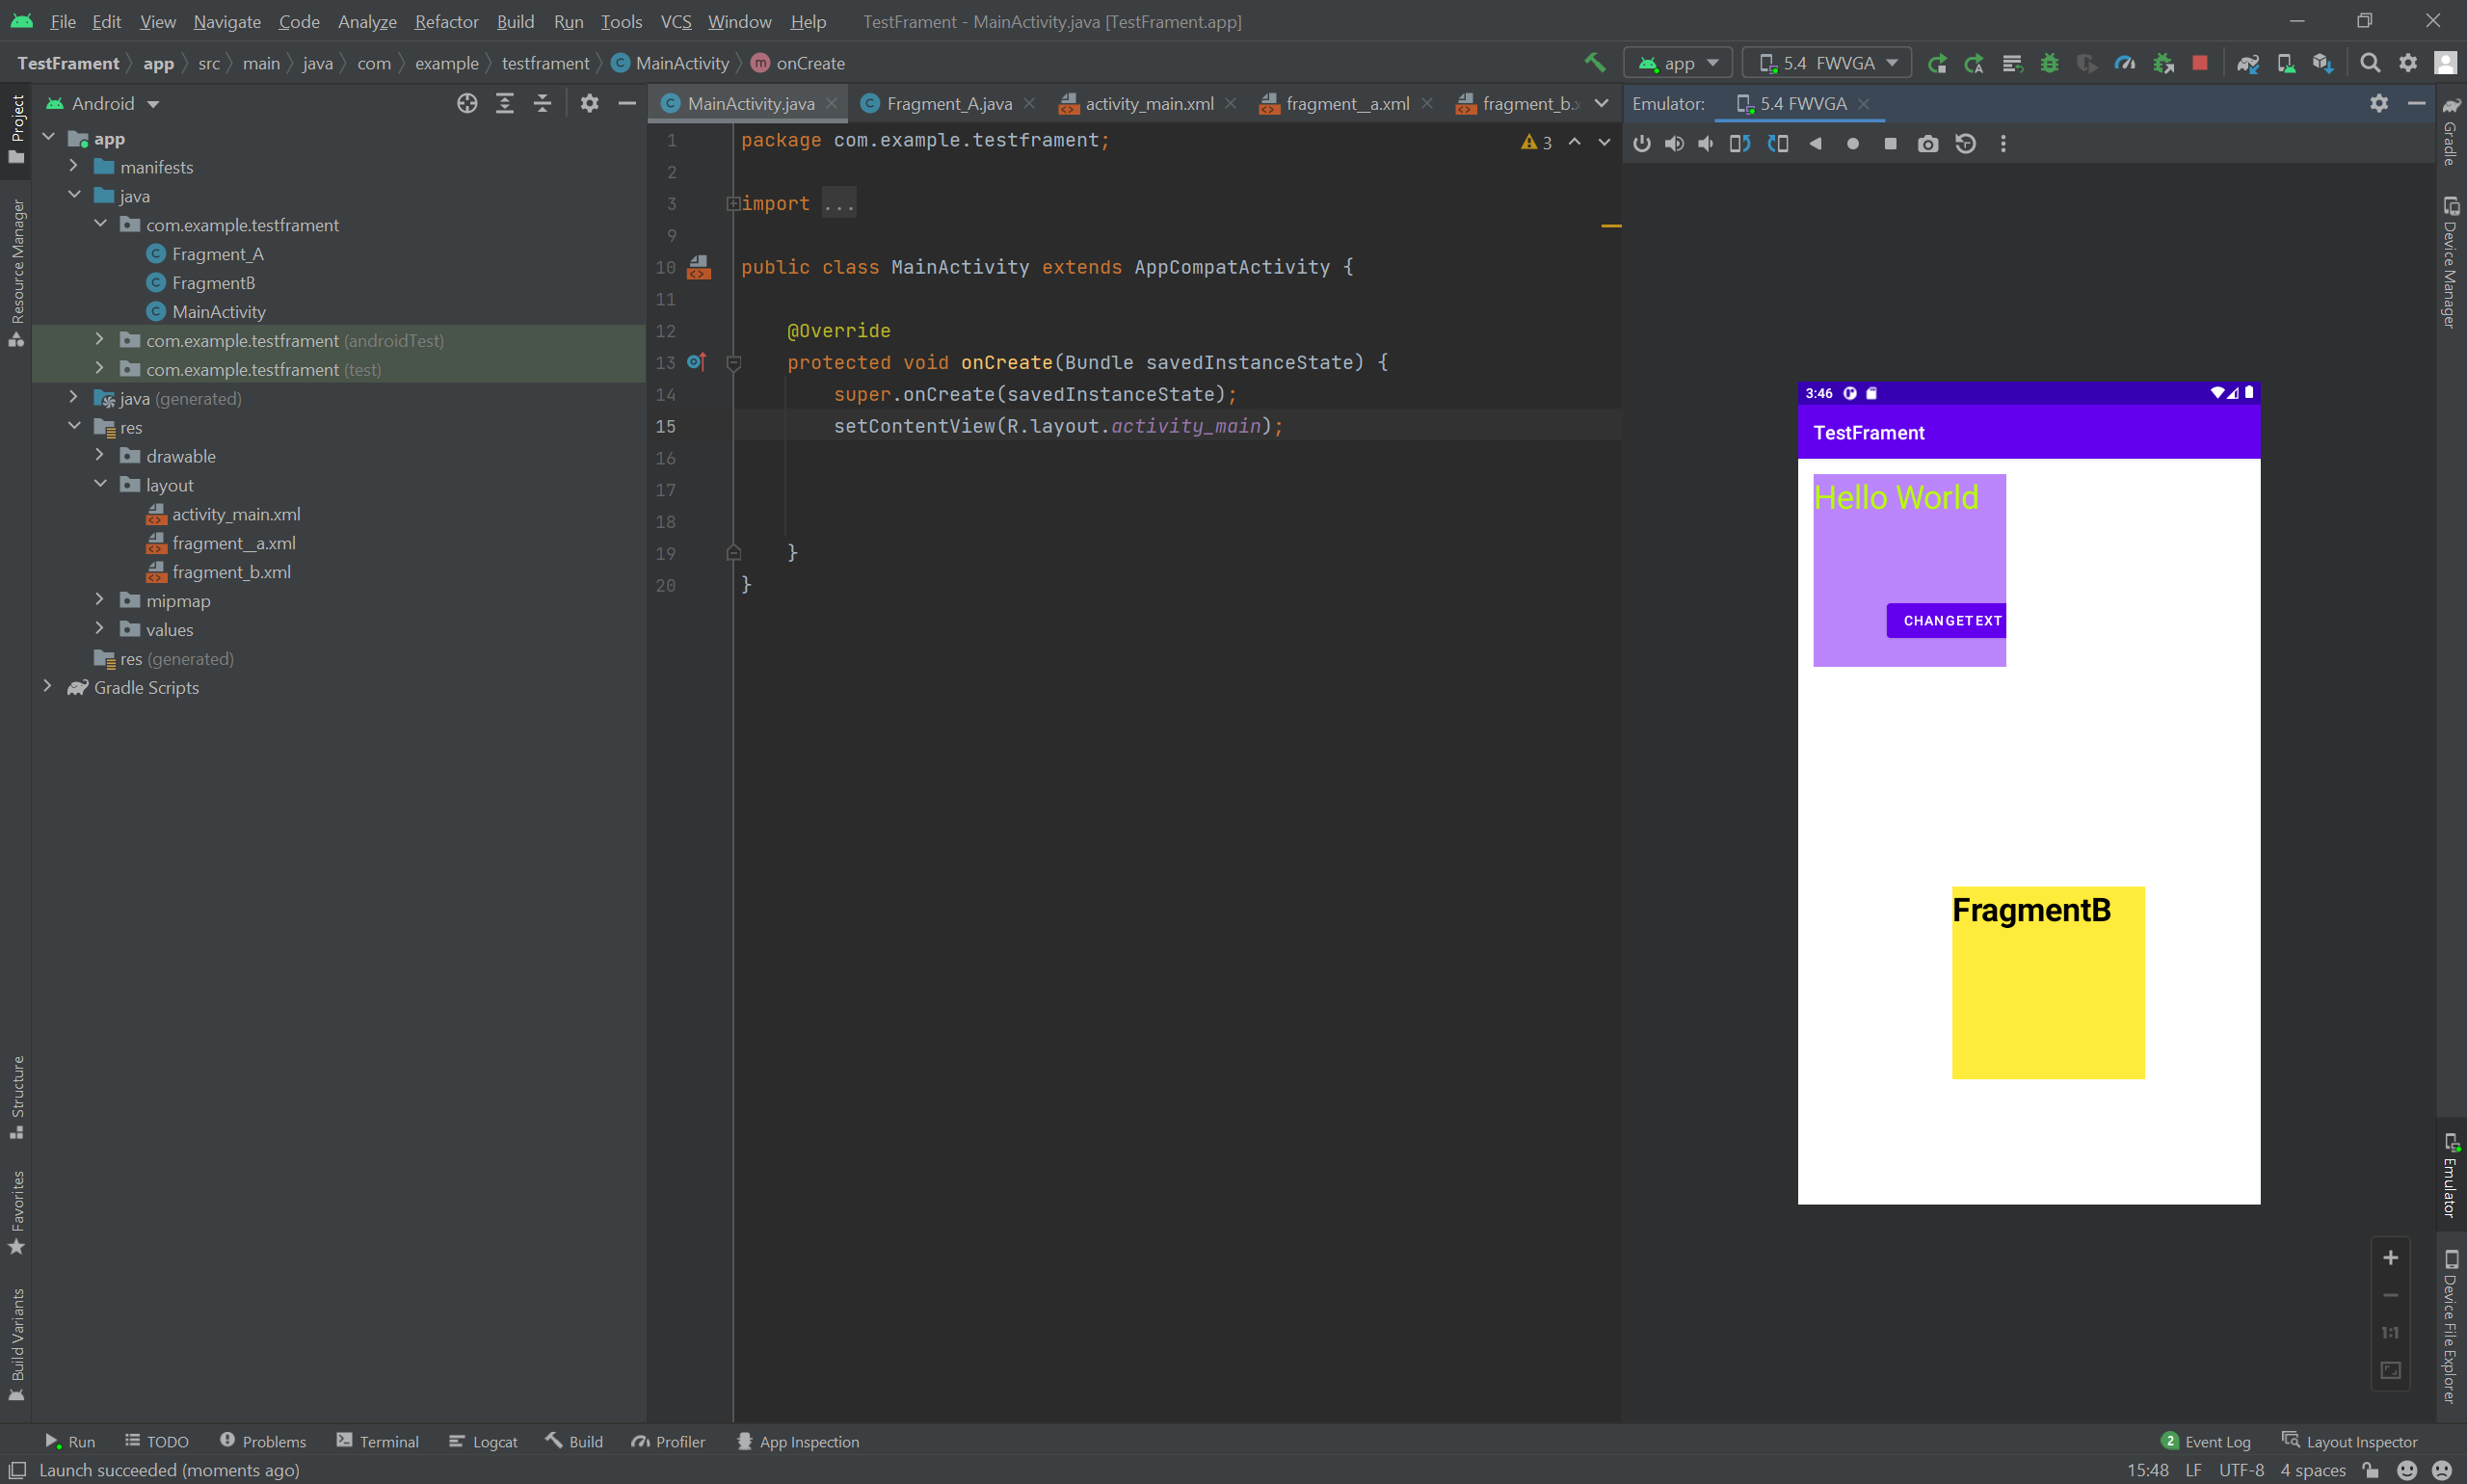 File Edit View Navigate Code Analyze Refactor Build Run Tools VCS Window Help TestFrament - MainActivity.java [TestFrament.app]
TestFrament app src main java com example testframent MainActivity onCreate app 5.4 FWVGA
Android
MainActivity.java Fragment_A.java activity_main.xml fragment__a.xml fragment_b.x
Emulator: 5.4 FWVGA
Project
Resource Manager
Structure
Favorites
Build Variants
app
manifests
java
com.example.testframent
Fragment_A
FragmentB
MainActivity
com.example.testframent (androidTest)
com.example.testframent (test)
java (generated)
res
drawable
layout
activity_main.xml
fragment__a.xml
fragment_b.xml
mipmap
values
res (generated)
Gradle Scripts
1 package com.example.testframent;
3
2
3 import ...
9
10 public class MainActivity extends AppCompatActivity {
11
12 @Override
13 protected void onCreate(Bundle savedInstanceState) {
14 super.onCreate(savedInstanceState);
15 setContentView(R.layout.activity_main);
16
17
18
19 }
20 }
3:46
TestFrament
Hello World
CHANGETEXT
FragmentB
1:1
Gradle
Device Manager
Emulator
Device File Explorer
Run TODO Problems Terminal Logcat Build Profiler App Inspection 2 Event Log Layout Inspector
Launch succeeded (moments ago) 15:48 LF UTF-8 4 spaces